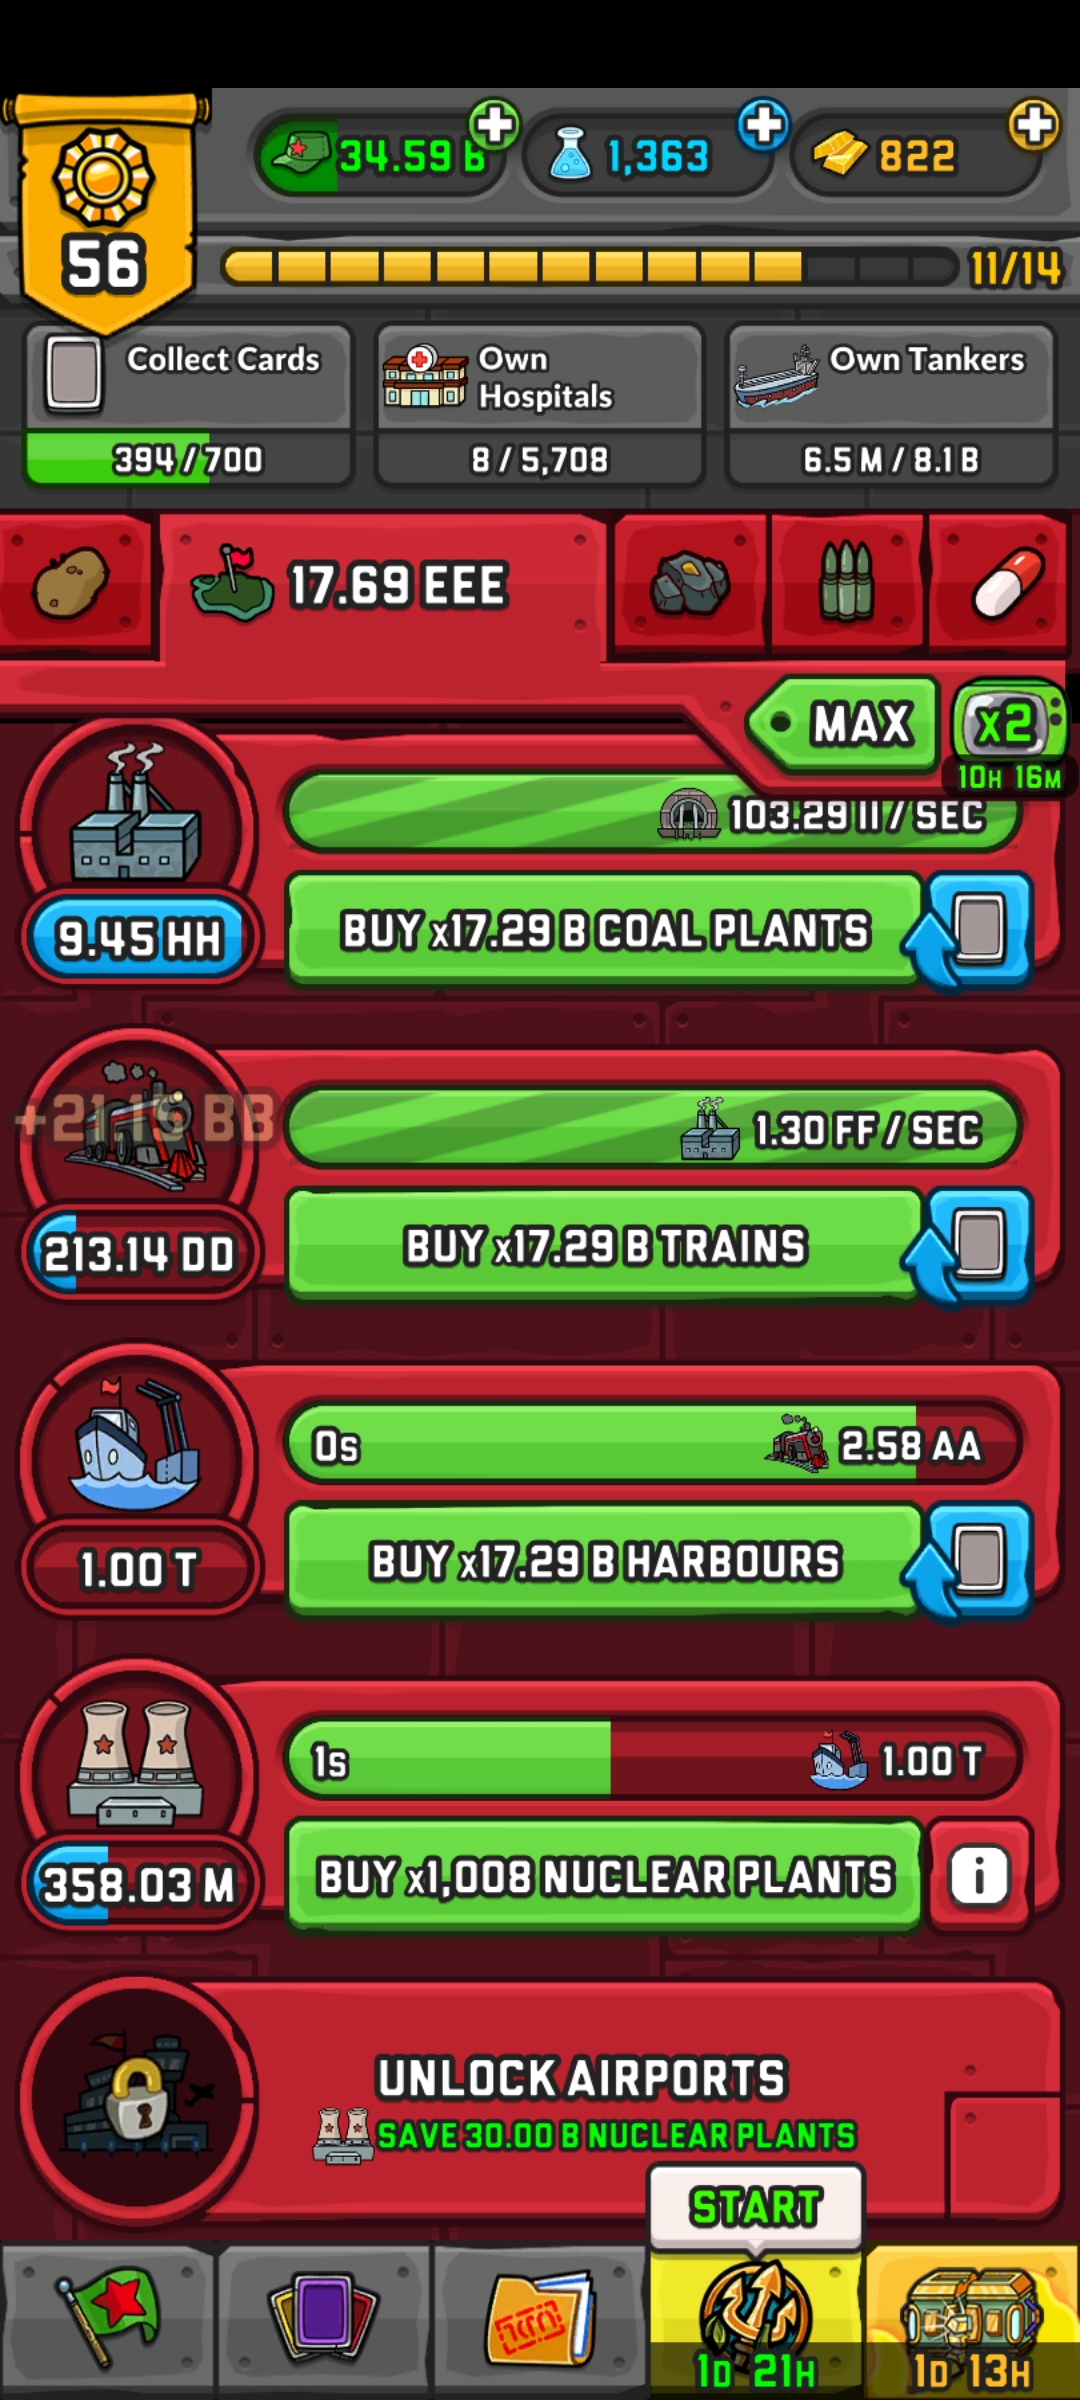 34.59 B
1,363
822
56
11/14
Collect Cards
394/700
Own
Hospitals
8/5,708
Own Tankers
6.5 M/8.1 B
17.69 EEE
MAX
x2
10H 16M
103.29 II/SEC
9.45 HH
BUY x17.29 B COAL PLANTS
+21.15 BB
1.30 FF/SEC
213.14 DD
BUY x17.29 B TRAINS
0s
2.58 AA
1.00 T
BUY x17.29 B HARBOURS
1s
1.00 T
358.03 M
BUY x1,008 NUCLEAR PLANTS
i
UNLOCK AIRPORTS
SAVE 30.00 B NUCLEAR PLANTS
START
1D 21H
1D 13H